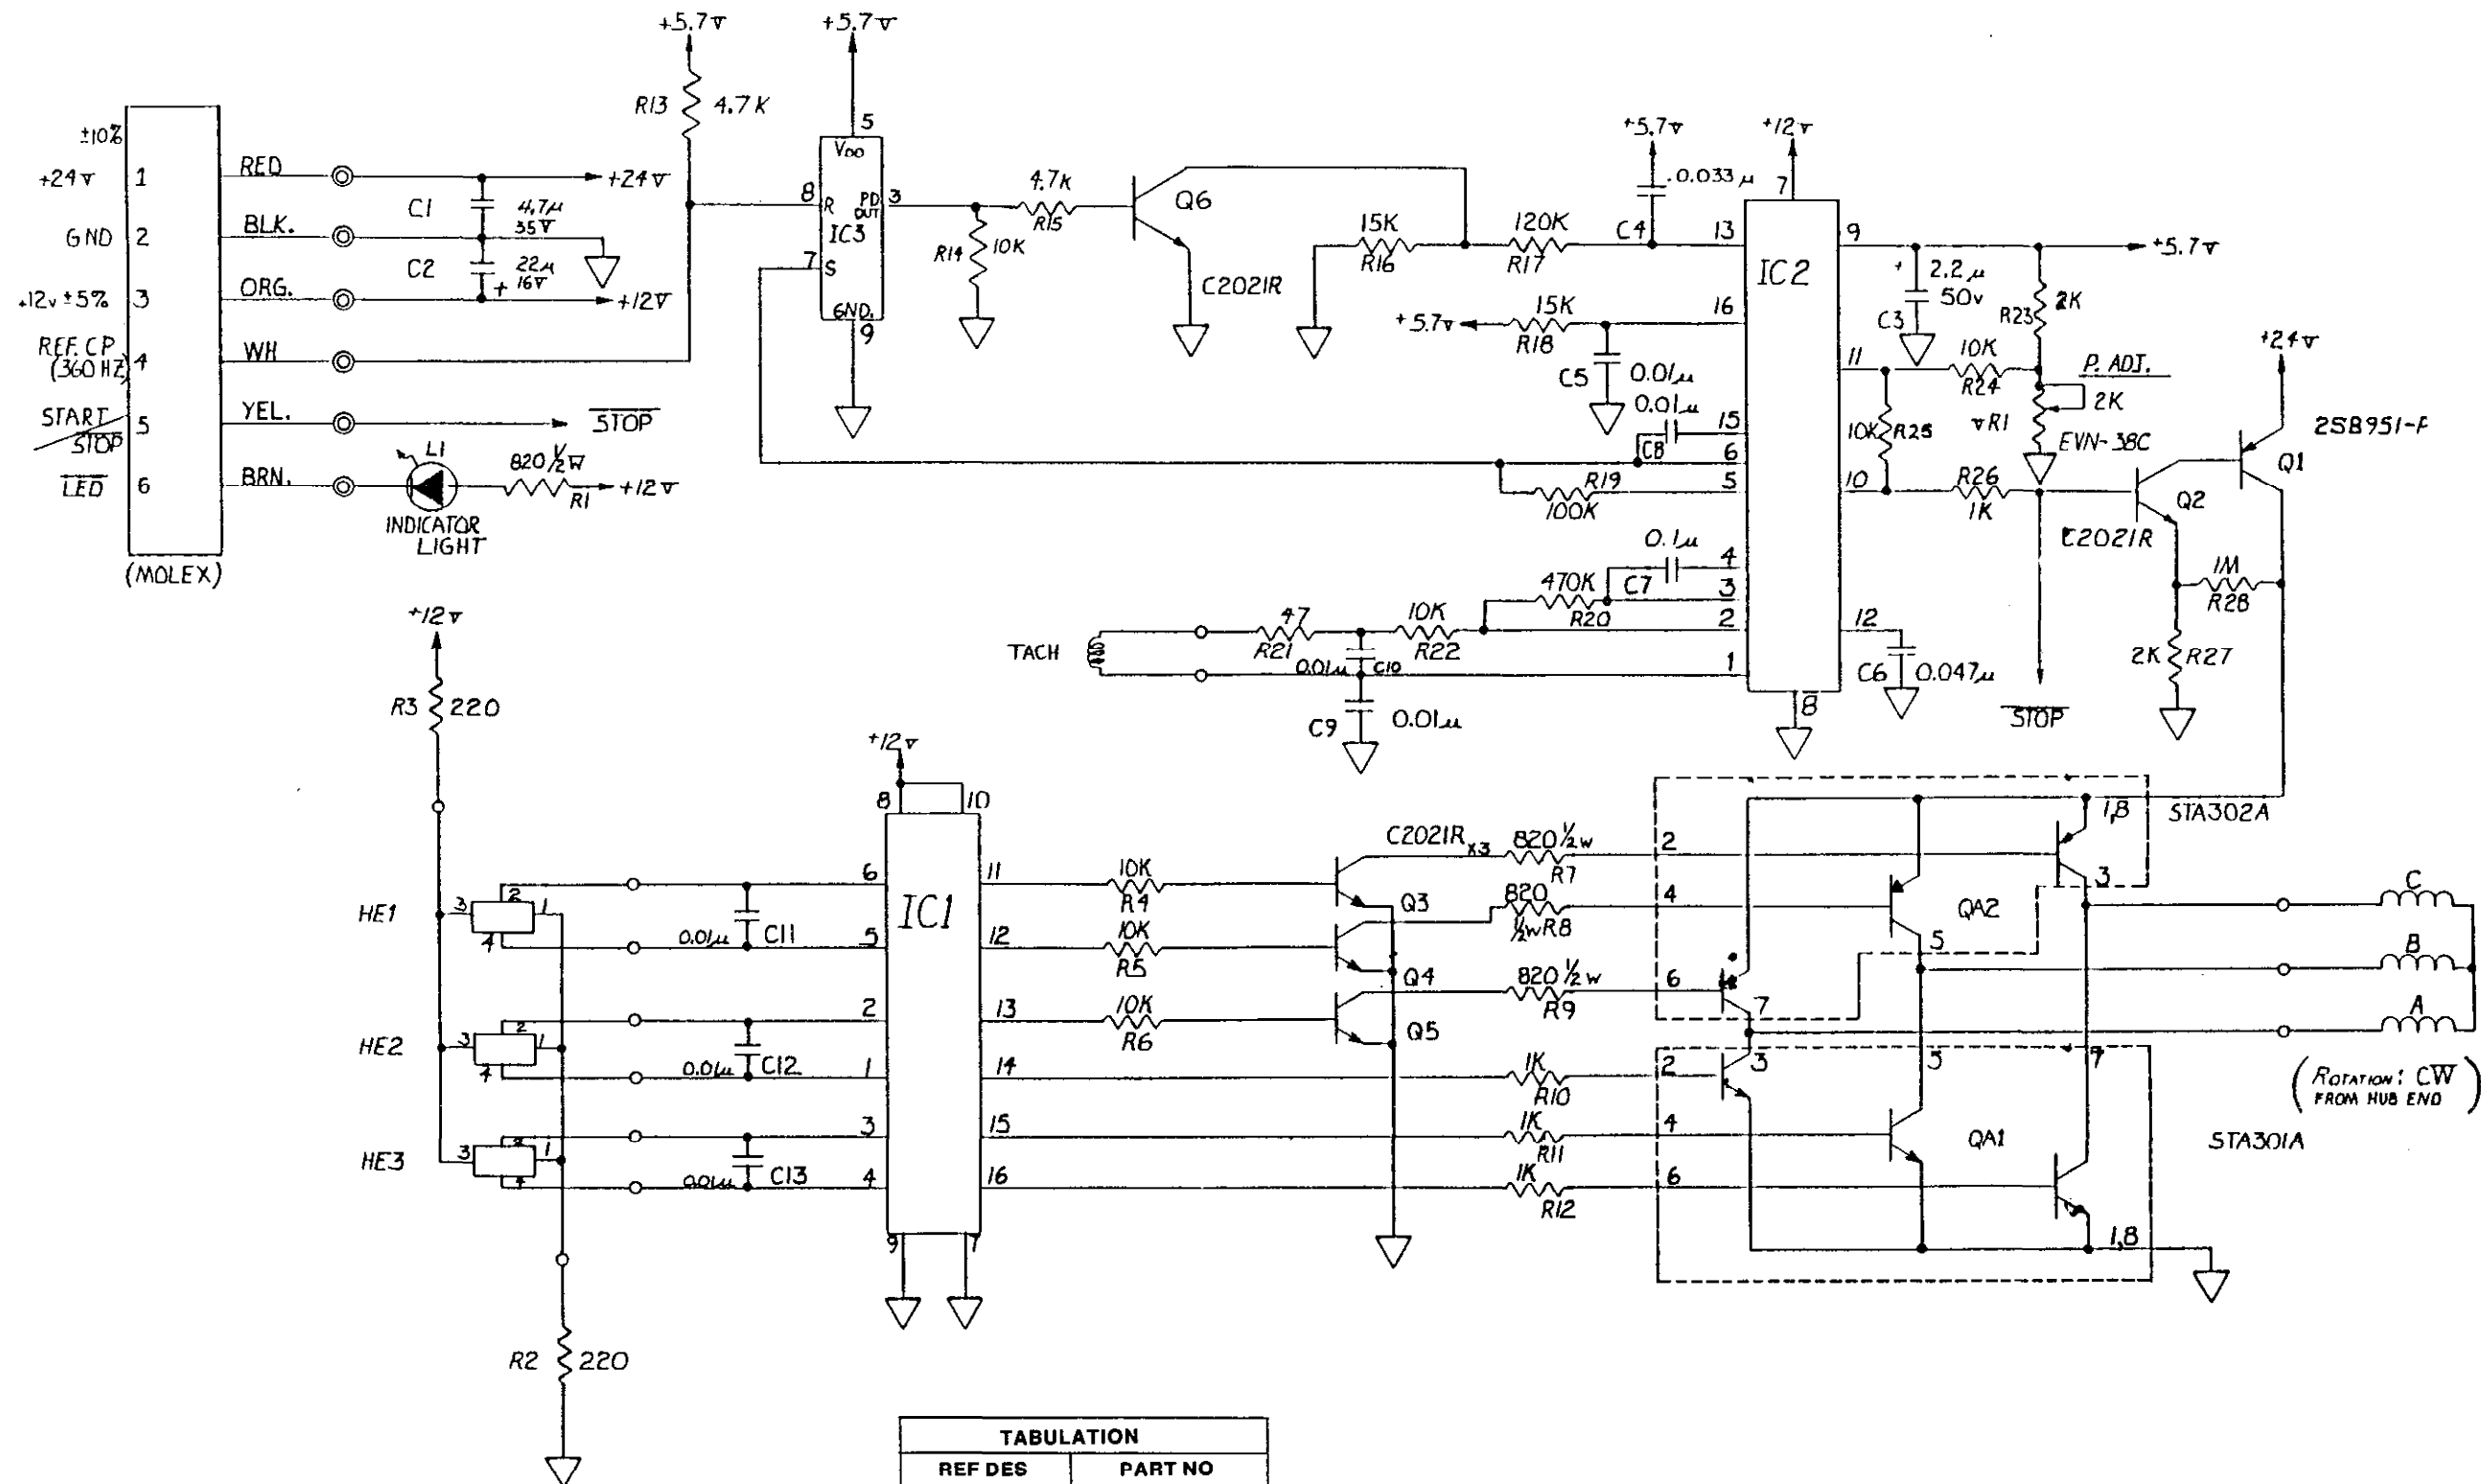 +5.7V
+5.7V
R13 4.7K
±10%
+24V 1 RED +24V
C1 4.7µ 35V
GND 2 BLK.
C2 22µ 16V +
+12V ±5% 3 ORG. +12V
REF. CP (360 HZ) 4 WH
START/STOP 5 YEL. STOP
LED 6 BRN.
L1
820 1/2W R1 +12V
INDICATOR LIGHT
(MOLEX)
5
VDD
8 R PD OUT 3
IC3
7 S
GND.
9
R14 10K
4.7K R15
Q6
C2021R
15K R16
120K R17
+5.7V
.0.033µ
C4
+12V
7
13
IC2
9
+5.7V
+ 2.2µ 50V
C3
R23 2K
+5.7V 15K R18
16
C5 0.01µ
11
10K R24
P. ADJ.
2K
VR1
EVN-38C
+24V
2SB951-P
Q1
0.01µ
C8
15
6
R19 100K
5
10K R25
10
R26 1K
Q2
C2021R
0.1µ
C7
4
470K R20
3
1M R28
TACH
47 R21
10K R22
2
0.01µ C10
1
C9 0.01µ
12
C6 0.047µ
8
STOP
2K R27
+12V
R3 220
+12V
8 10
IC1
HE1
3 2 1 4
0.01µ C11
6
5
HE2
3 2 1 4
0.01µ C12
2
1
HE3
3 2 1 4
0.01µ C13
3
4
9 7
R2 220
11 10K R4
12 10K R5
13 10K R6
14
15
16
C2021R x3
Q3
Q4
Q5
820 1/2W R7
820 1/2W R8
820 1/2W R9
1K R10
1K R11
1K R12
2 1,8 STA302A
3
4 QA2
5
6
7
C
B
A
2 3 5 7
4 QA1
6
1,8
STA301A
(ROTATION: CW FROM HUB END)
TABULATION
REF DES PART NO